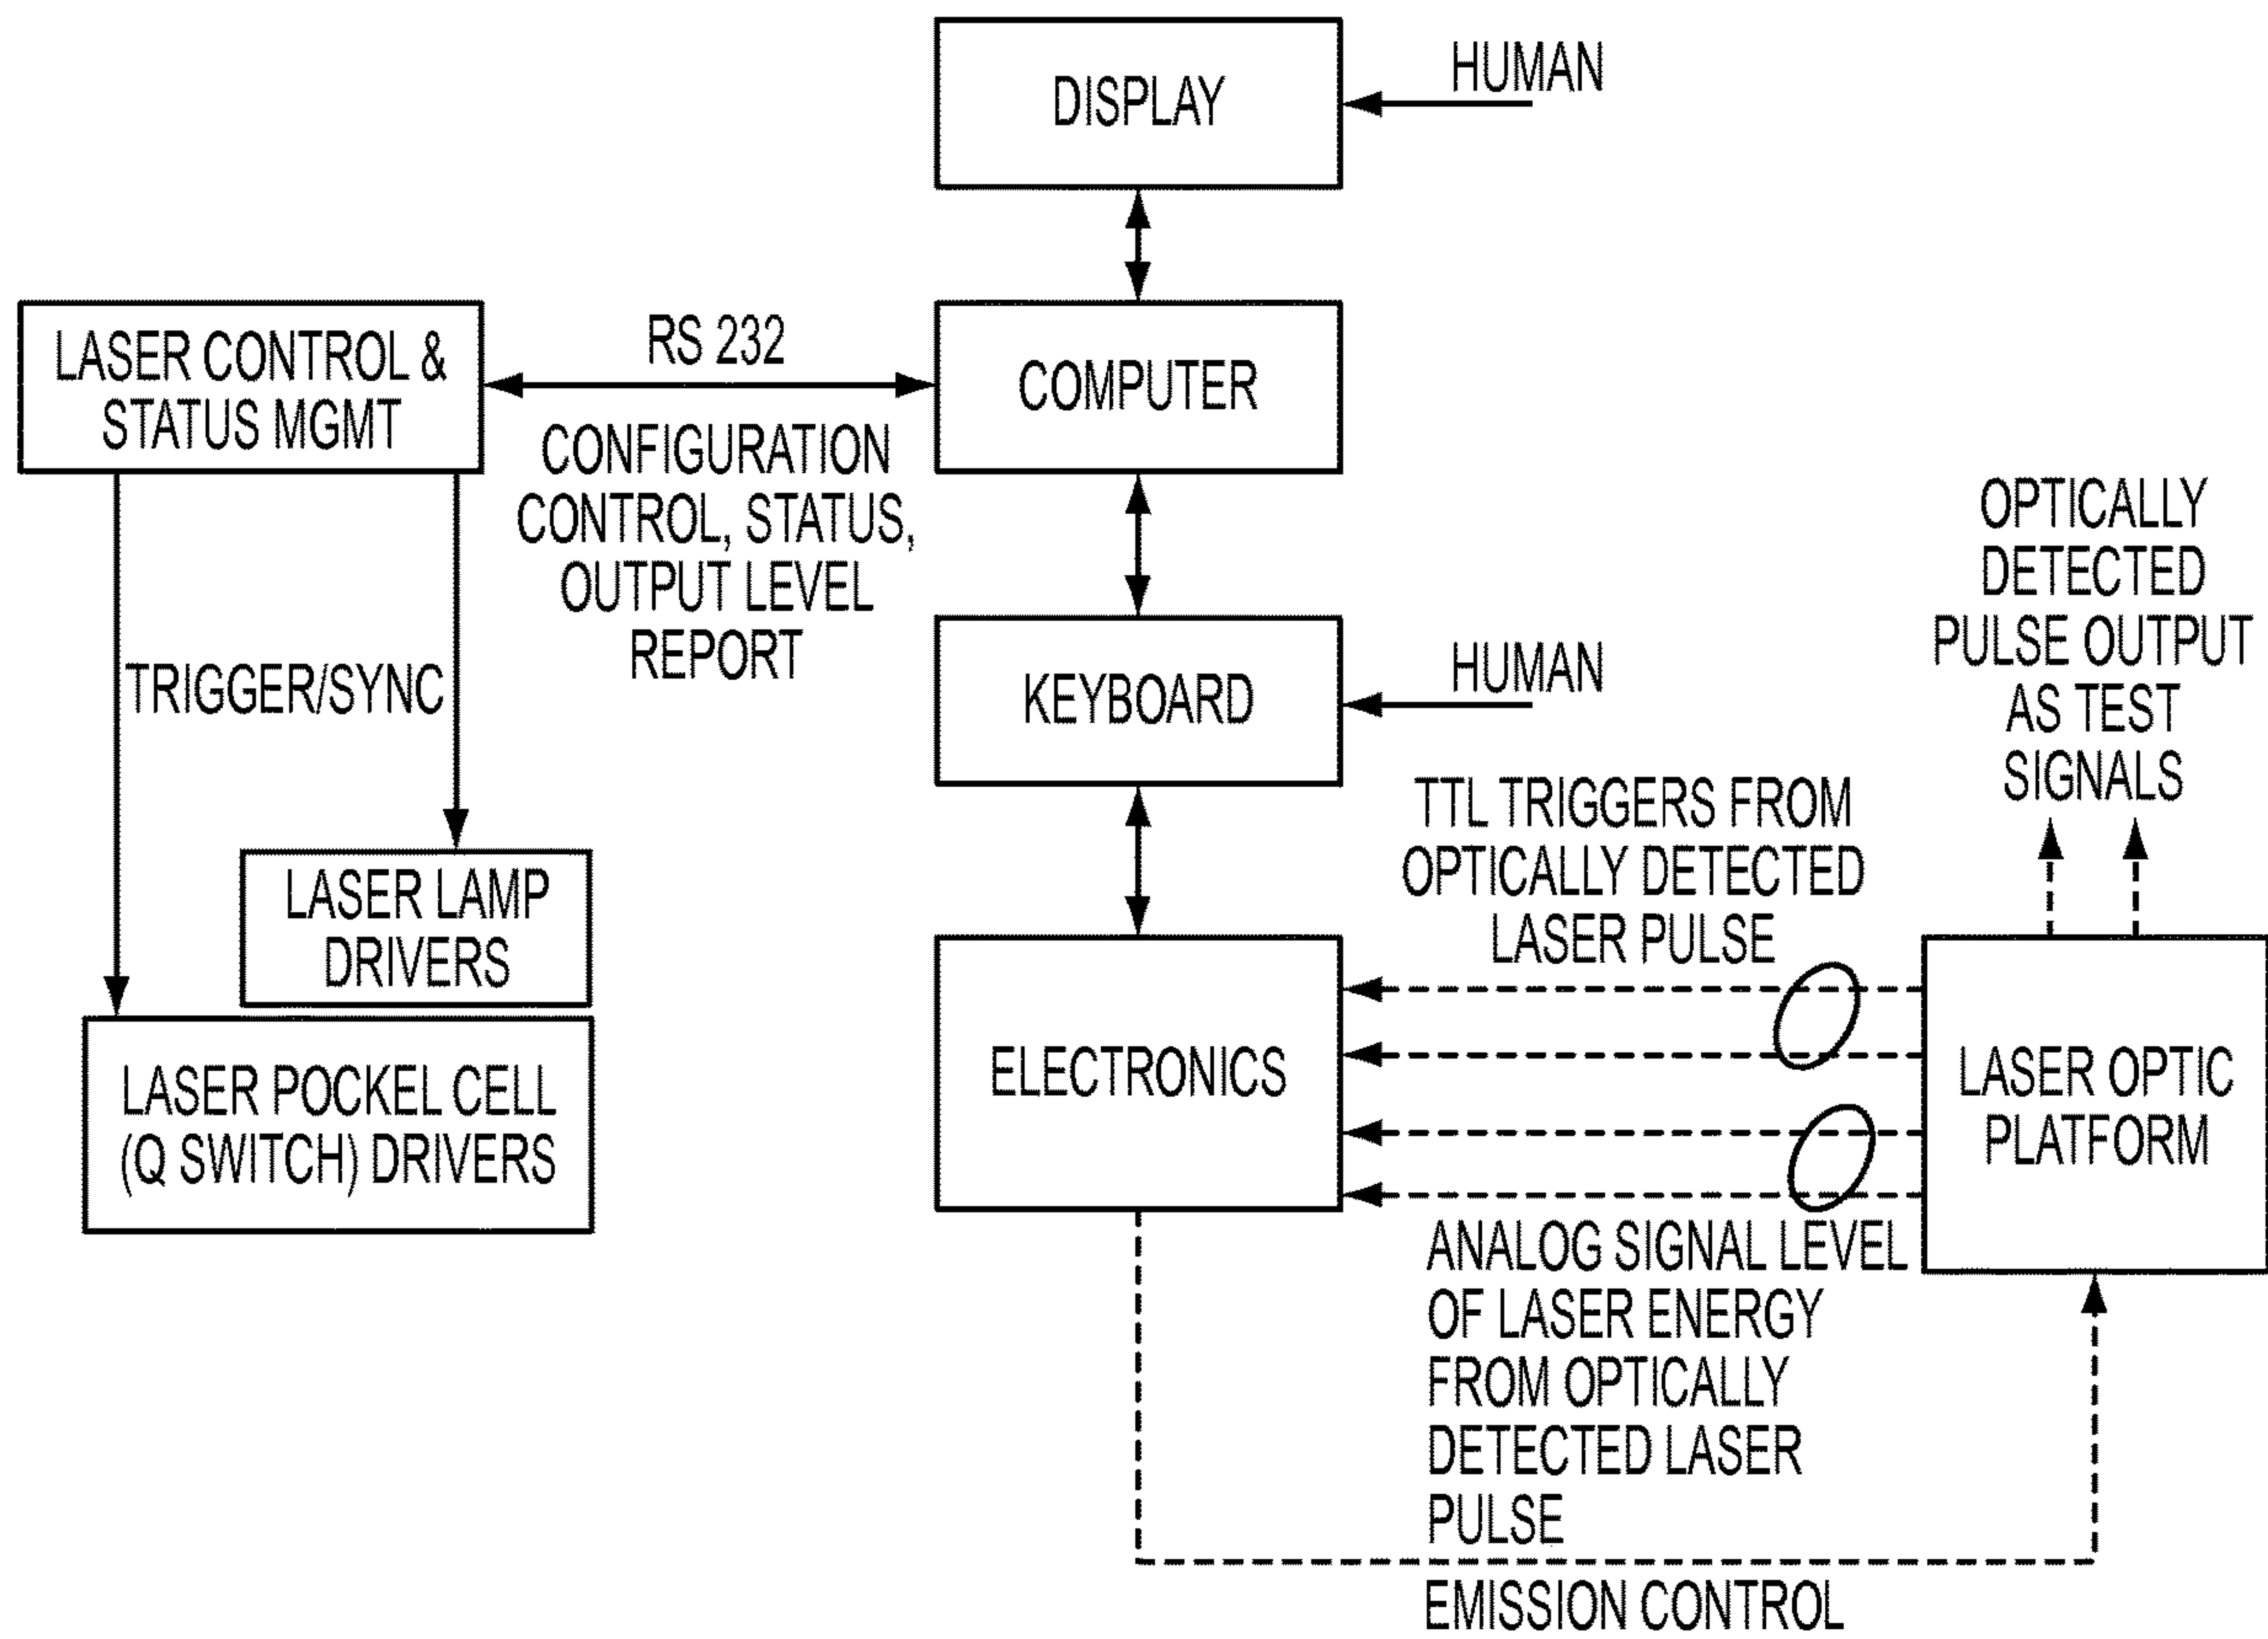 DISPLAY
HUMAN
LASER CONTROL &
STATUS MGMT
RS 232
COMPUTER
CONFIGURATION
CONTROL, STATUS,
OUTPUT LEVEL
REPORT
TRIGGER/SYNC
KEYBOARD
HUMAN
OPTICALLY
DETECTED
PULSE OUTPUT
AS TEST
SIGNALS
TTL TRIGGERS FROM
OPTICALLY DETECTED
LASER PULSE
LASER LAMP
DRIVERS
LASER POCKEL CELL
(Q SWITCH) DRIVERS
ELECTRONICS
LASER OPTIC
PLATFORM
ANALOG SIGNAL LEVEL
OF LASER ENERGY
FROM OPTICALLY
DETECTED LASER
PULSE
EMISSION CONTROL